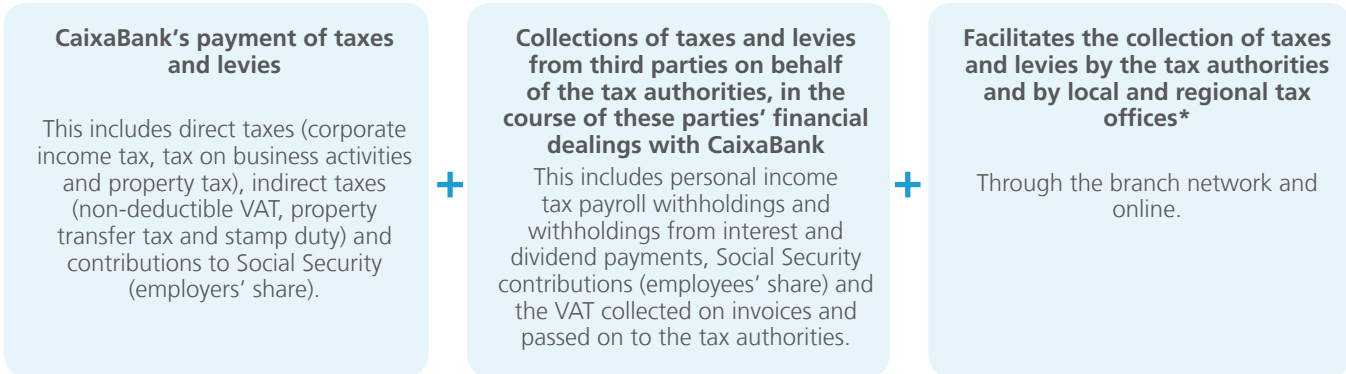 CaixaBank's payment of taxes
and levies
This includes direct taxes (corporate
income tax, tax on business activities
and property tax), indirect taxes
(non-deductible VAT, property
transfer tax and stamp duty) and
contributions to Social Security
(employers' share).
+
Collections of taxes and levies
from third parties on behalf
of the tax authorities, in the
course of these parties' financial
dealings with CaixaBank
This includes personal income
tax payroll withholdings and
withholdings from interest and
dividend payments, Social Security
contributions (employees' share) and
the VAT collected on invoices and
passed on to the tax authorities.
+
Facilitates the collection of taxes
and levies by the tax authorities
and by local and regional tax
offices*
Through the branch network and
online.